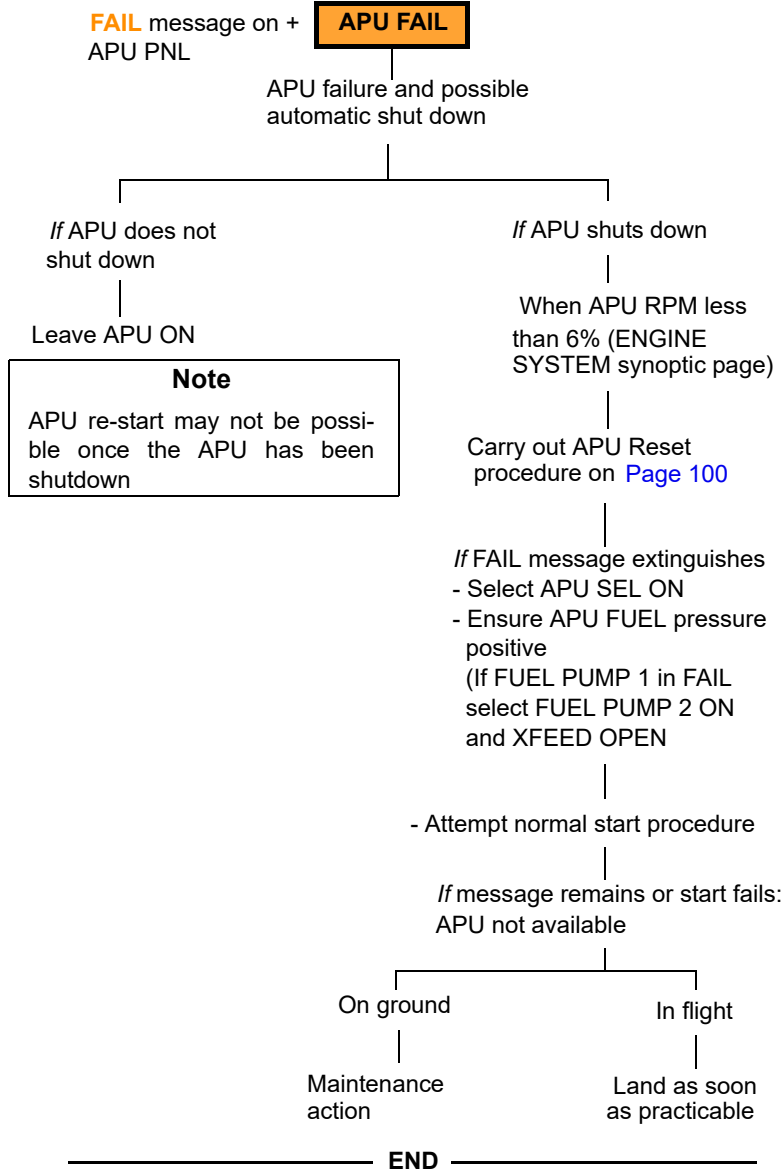 FAIL message on +
APU PNL
APU FAIL
APU failure and possible
automatic shut down
If APU does not
shut down
Leave APU ON
Note
APU re-start may not be possi-
ble once the APU has been
shutdown
If APU shuts down
When APU RPM less
than 6% (ENGINE
SYSTEM synoptic page)
Carry out APU Reset
procedure on Page 100
If FAIL message extinguishes
- Select APU SEL ON
- Ensure APU FUEL pressure
positive
(If FUEL PUMP 1 in FAIL
select FUEL PUMP 2 ON
and XFEED OPEN
- Attempt normal start procedure
If message remains or start fails:
APU not available
On ground
Maintenance
action
In flight
Land as soon
as practicable
END